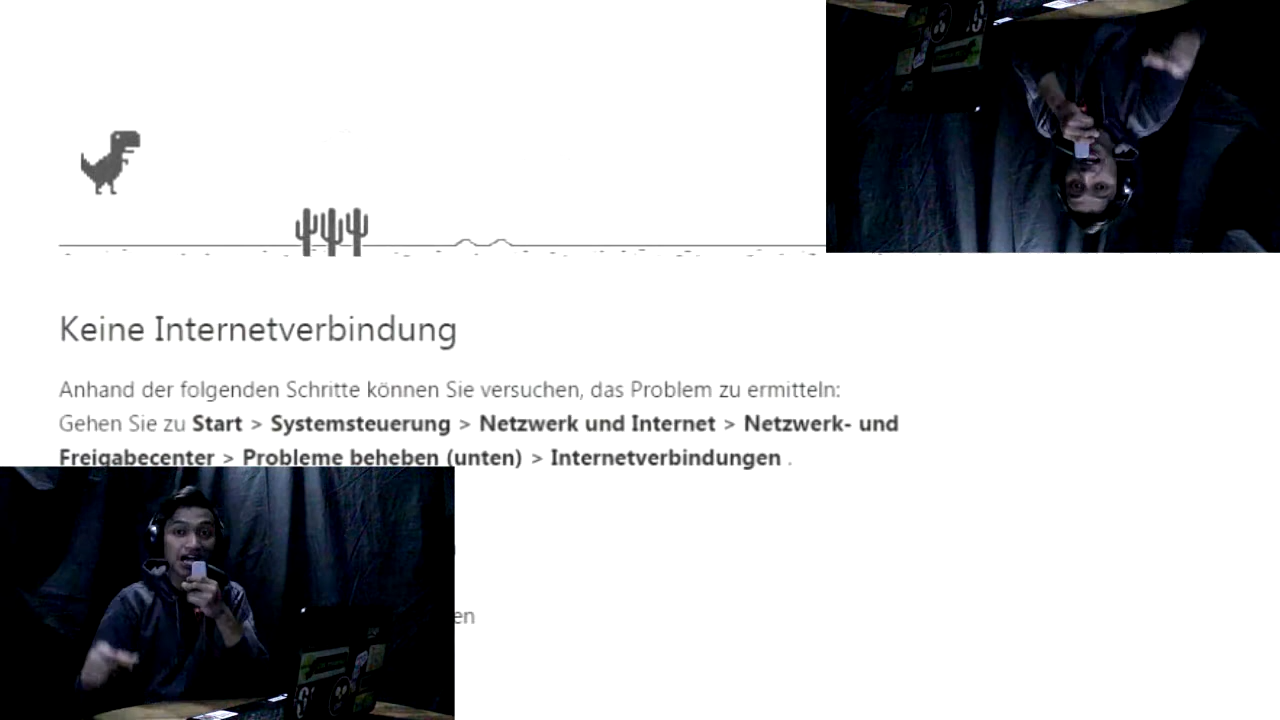 Keine Internetverbindung
Anhand der folgenden Schritte können Sie versuchen, das Problem zu ermitteln:
Gehen Sie zu Start > Systemsteuerung > Netzwerk und Internet > Netzwerk- und
Freigabecenter > Probleme beheben (unten) > Internetverbindungen .
en